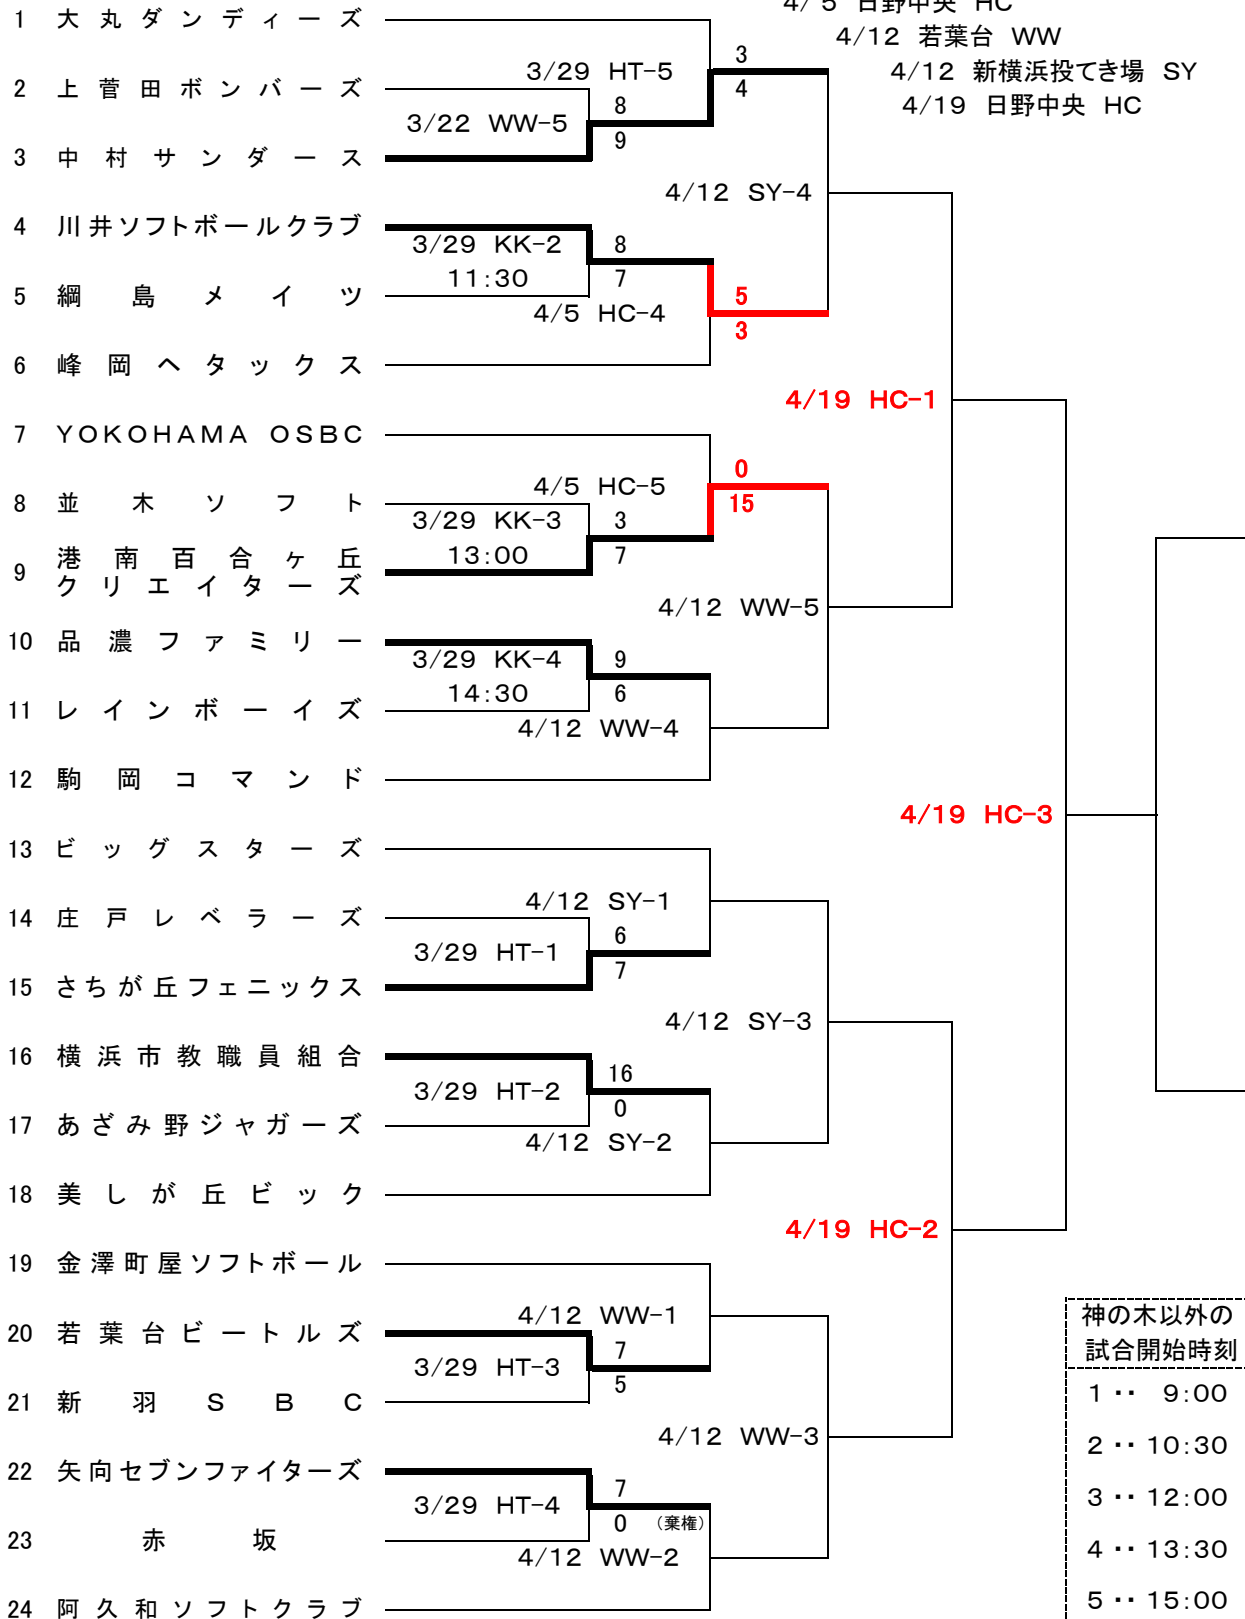 4/5 日野中央 HC
4/12 若葉台 WW
4/12 新横浜投てき場 SY
4/19 日野中央 HC
1 大丸ダンディーズ
3
3/29 HT-5
4
2 上菅田ボンバーズ
8
3/22 WW-5
9
3 中村サンダース
4/12 SY-4
4 川井ソフトボールクラブ
3/29 KK-2
8
11:30
7
5 綱島メイツ
5
4/5 HC-4
3
6 峰岡ヘタックス
4/19 HC-1
7 YOKOHAMA OSBC
0
4/5 HC-5
15
8 並木ソフト
3/29 KK-3
3
13:00
7
9 港南百合ヶ丘
クリエイターズ
4/12 WW-5
10 品濃ファミリー
3/29 KK-4
9
14:30
6
11 レインボーイズ
4/12 WW-4
12 駒岡コマンド
4/19 HC-3
13 ビッグスターズ
4/12 SY-1
14 庄戸レベラーズ
6
3/29 HT-1
7
15 さちが丘フェニックス
4/12 SY-3
16 横浜市教職員組合
16
3/29 HT-2
0
17 あざみ野ジャガーズ
4/12 SY-2
18 美しが丘ビック
4/19 HC-2
19 金澤町屋ソフトボール
4/12 WW-1
20 若葉台ビートルズ
7
3/29 HT-3
5
21 新羽SBC
4/12 WW-3
22 矢向セブンファイターズ
7
3/29 HT-4
0 (棄権)
23 赤坂
4/12 WW-2
24 阿久和ソフトクラブ
神の木以外の
試合開始時刻
1 ‥ 9:00
2 ‥ 10:30
3 ‥ 12:00
4 ‥ 13:30
5 ‥ 15:00